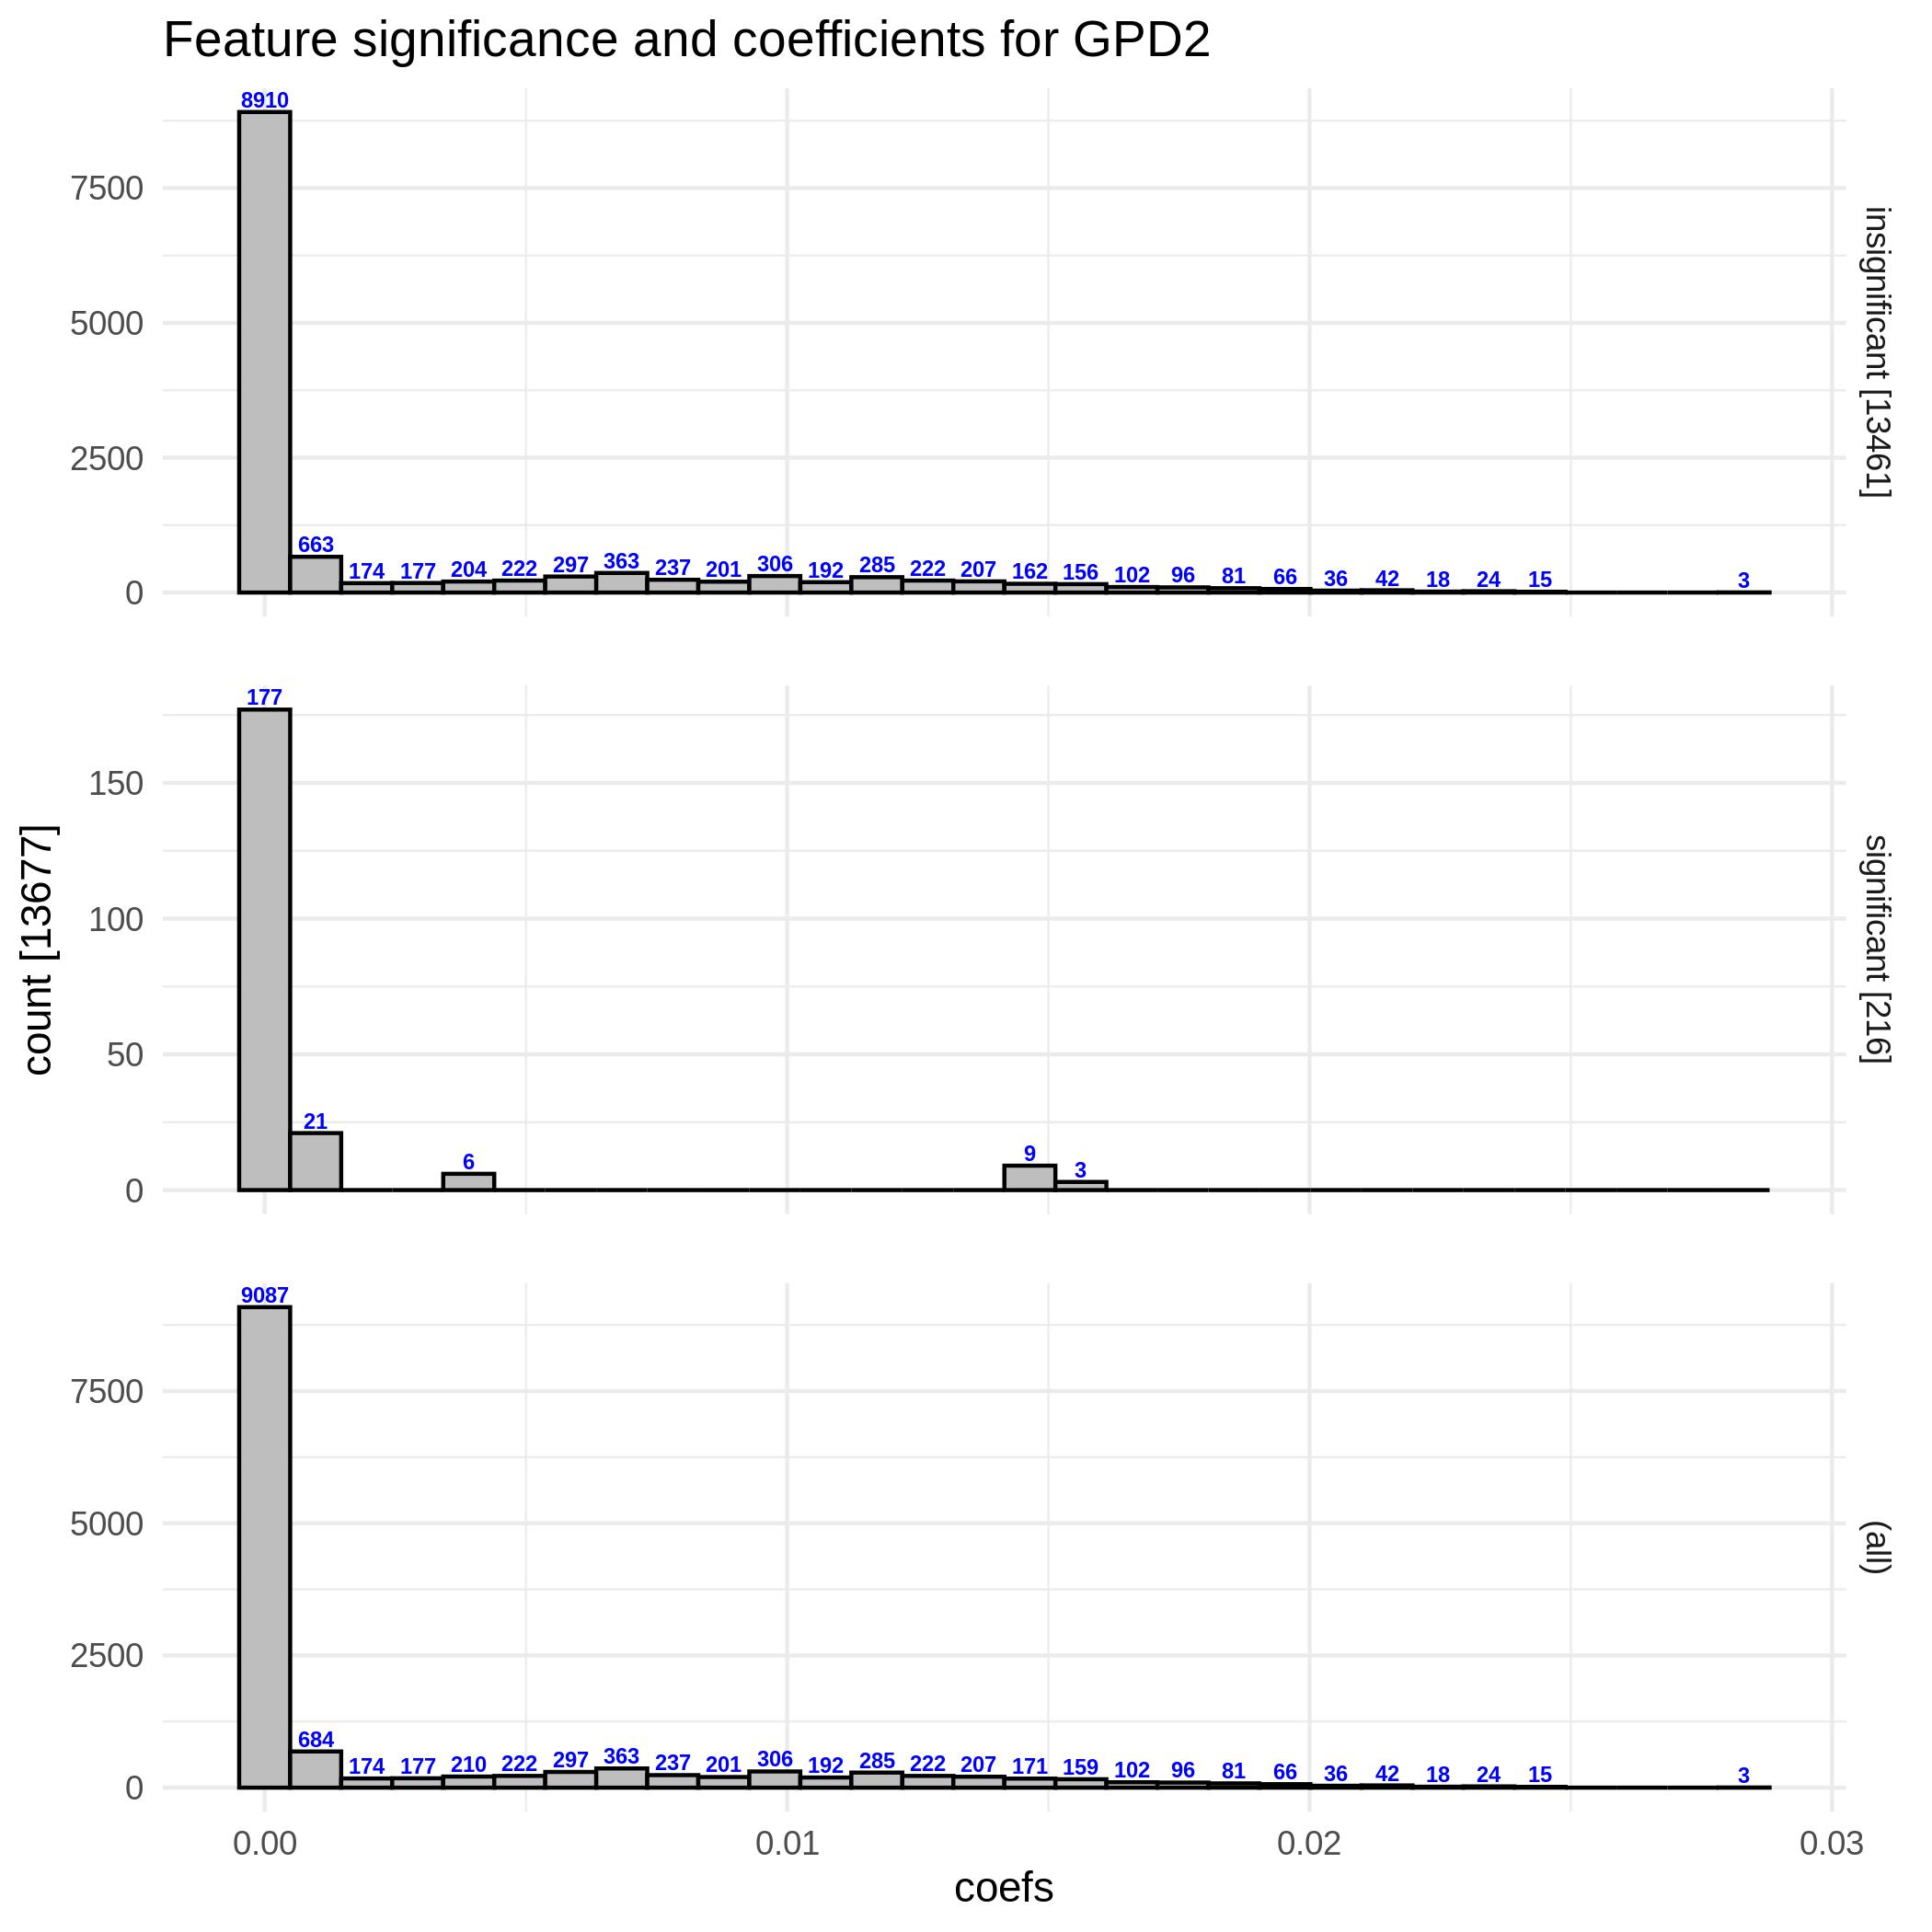 Feature significance and coefficients for GPD2
8910
7500
5000
2500
663
174 177 204 222 297 363 237 201 306 192 285 222 207 162 156 102 96 81 66 36 42 18 24 15 3
0
insignificant [13461]
177
150
100
50
21
6
9
3
0
significant [216]
count [13677]
9087
7500
5000
2500
684
174 177 210 222 297 363 237 201 306 192 285 222 207 171 159 102 96 81 66 36 42 18 24 15 3
0
(all)
0.00 0.01 0.02 0.03
coefs